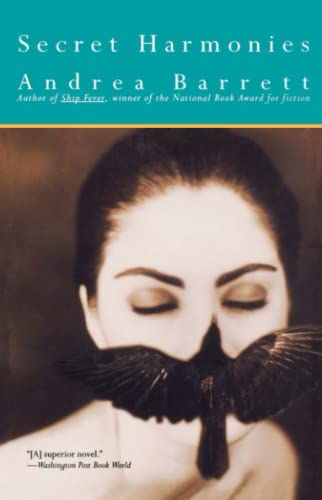 Secret Harmonies
Andrea Barrett
Author of Ship Fever, winner of the National Book Award for fiction
"[A] superior novel."
—Washington Post Book World